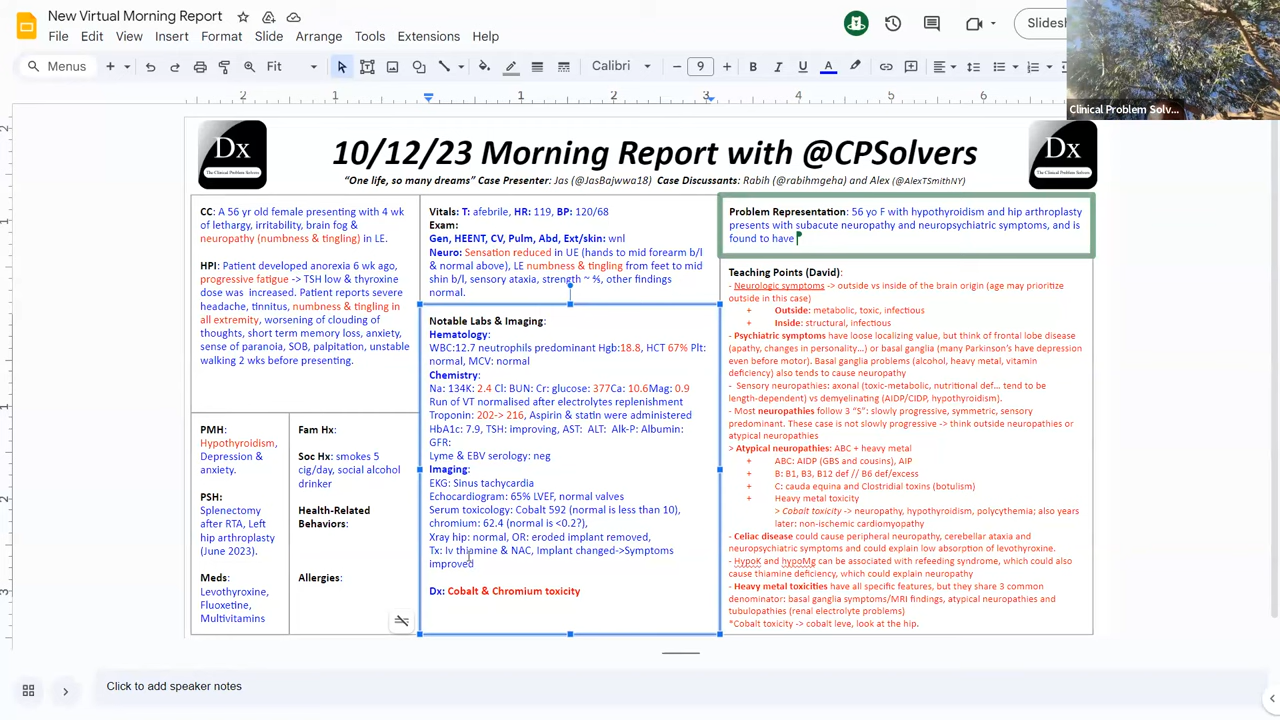 New Virtual Morning Report
File Edit View Insert Format Slide Arrange Tools Extensions Help
Slidesh
Menus
Fit
Calibri
9
Clinical Problem Solv...
2 1 1 2 3 4 5 6
Dx
The Clinical Problem Solvers
10/12/23 Morning Report with @CPSolvers
"One life, so many dreams" Case Presenter: Jas (@JasBajwwa18) Case Discussants: Rabih (@rabihmgeha) and Alex (@AlexTSmithNY)
Dx
The Clinical Problem Solvers
CC: A 56 yr old female presenting with 4 wk
of lethargy, irritability, brain fog &
neuropathy (numbness & tingling) in LE.
HPI: Patient developed anorexia 6 wk ago,
progressive fatigue -> TSH low & thyroxine
dose was increased. Patient reports severe
headache, tinnitus, numbness & tingling in
all extremity, worsening of clouding of
thoughts, short term memory loss, anxiety,
sense of paranoia, SOB, palpitation, unstable
walking 2 wks before presenting.
PMH:
Hypothyroidism,
Depression &
anxiety.
PSH:
Splenectomy
after RTA, Left
hip arthroplasty
(June 2023).
Meds:
Levothyroxine,
Fluoxetine,
Multivitamins
Fam Hx:
Soc Hx: smokes 5
cig/day, social alcohol
drinker
Health-Related
Behaviors:
Allergies:
Vitals: T: afebrile, HR: 119, BP: 120/68
Exam:
Gen, HEENT, CV, Pulm, Abd, Ext/skin: wnl
Neuro: Sensation reduced in UE (hands to mid forearm b/l
& normal above), LE numbness & tingling from feet to mid
shin b/l, sensory ataxia, strength ~ ⅘, other findings
normal.
Notable Labs & Imaging:
Hematology:
WBC:12.7 neutrophils predominant Hgb:18.8, HCT 67% Plt:
normal, MCV: normal
Chemistry:
Na: 134K: 2.4 Cl: BUN: Cr: glucose: 377Ca: 10.6Mag: 0.9
Run of VT normalised after electrolytes replenishment
Troponin: 202-> 216, Aspirin & statin were administered
HbA1c: 7.9, TSH: improving, AST: ALT: Alk-P: Albumin:
GFR:
Lyme & EBV serology: neg
Imaging:
EKG: Sinus tachycardia
Echocardiogram: 65% LVEF, normal valves
Serum toxicology: Cobalt 592 (normal is less than 10),
chromium: 62.4 (normal is <0.2?),
Xray hip: normal, OR: eroded implant removed,
Tx: Iv thiamine & NAC, Implant changed->Symptoms
improved
Dx: Cobalt & Chromium toxicity
Problem Representation: 56 yo F with hypothyroidism and hip arthroplasty
presents with subacute neuropathy and neuropsychiatric symptoms, and is
found to have
Teaching Points (David):
- Neurologic symptoms -> outside vs inside of the brain origin (age may prioritize
outside in this case)
+ Outside: metabolic, toxic, infectious
+ Inside: structural, infectious
- Psychiatric symptoms have loose localizing value, but think of frontal lobe disease
(apathy, changes in personality...) or basal ganglia (many Parkinson's have depression
even before motor). Basal ganglia problems (alcohol, heavy metal, vitamin
deficiency) also tends to cause neuropathy
- Sensory neuropathies: axonal (toxic-metabolic, nutritional def... tend to be
length-dependent) vs demyelinating (AIDP/CIDP, hypothyroidism).
- Most neuropathies follow 3 "S": slowly progressive, symmetric, sensory
predominant. These case is not slowly progressive -> think outside neuropathies or
atypical neuropathies
> Atypical neuropathies: ABC + heavy metal
+ ABC: AIDP (GBS and cousins), AIP
+ B: B1, B3, B12 def // B6 def/excess
+ C: cauda equina and Clostridial toxins (botulism)
+ Heavy metal toxicity
> Cobalt toxicity -> neuropathy, hypothyroidism, polycythemia; also years
later: non-ischemic cardiomyopathy
- Celiac disease could cause peripheral neuropathy, cerebellar ataxia and
neuropsychiatric symptoms and could explain low absorption of levothyroxine.
- HypoK and hypoMg can be associated with refeeding syndrome, which could also
cause thiamine deficiency, which could explain neuropathy
- Heavy metal toxicities have all specific features, but they share 3 common
denominator: basal ganglia symptoms/MRI findings, atypical neuropathies and
tubulopathies (renal electrolyte problems)
*Cobalt toxicity -> cobalt leve, look at the hip.
Click to add speaker notes